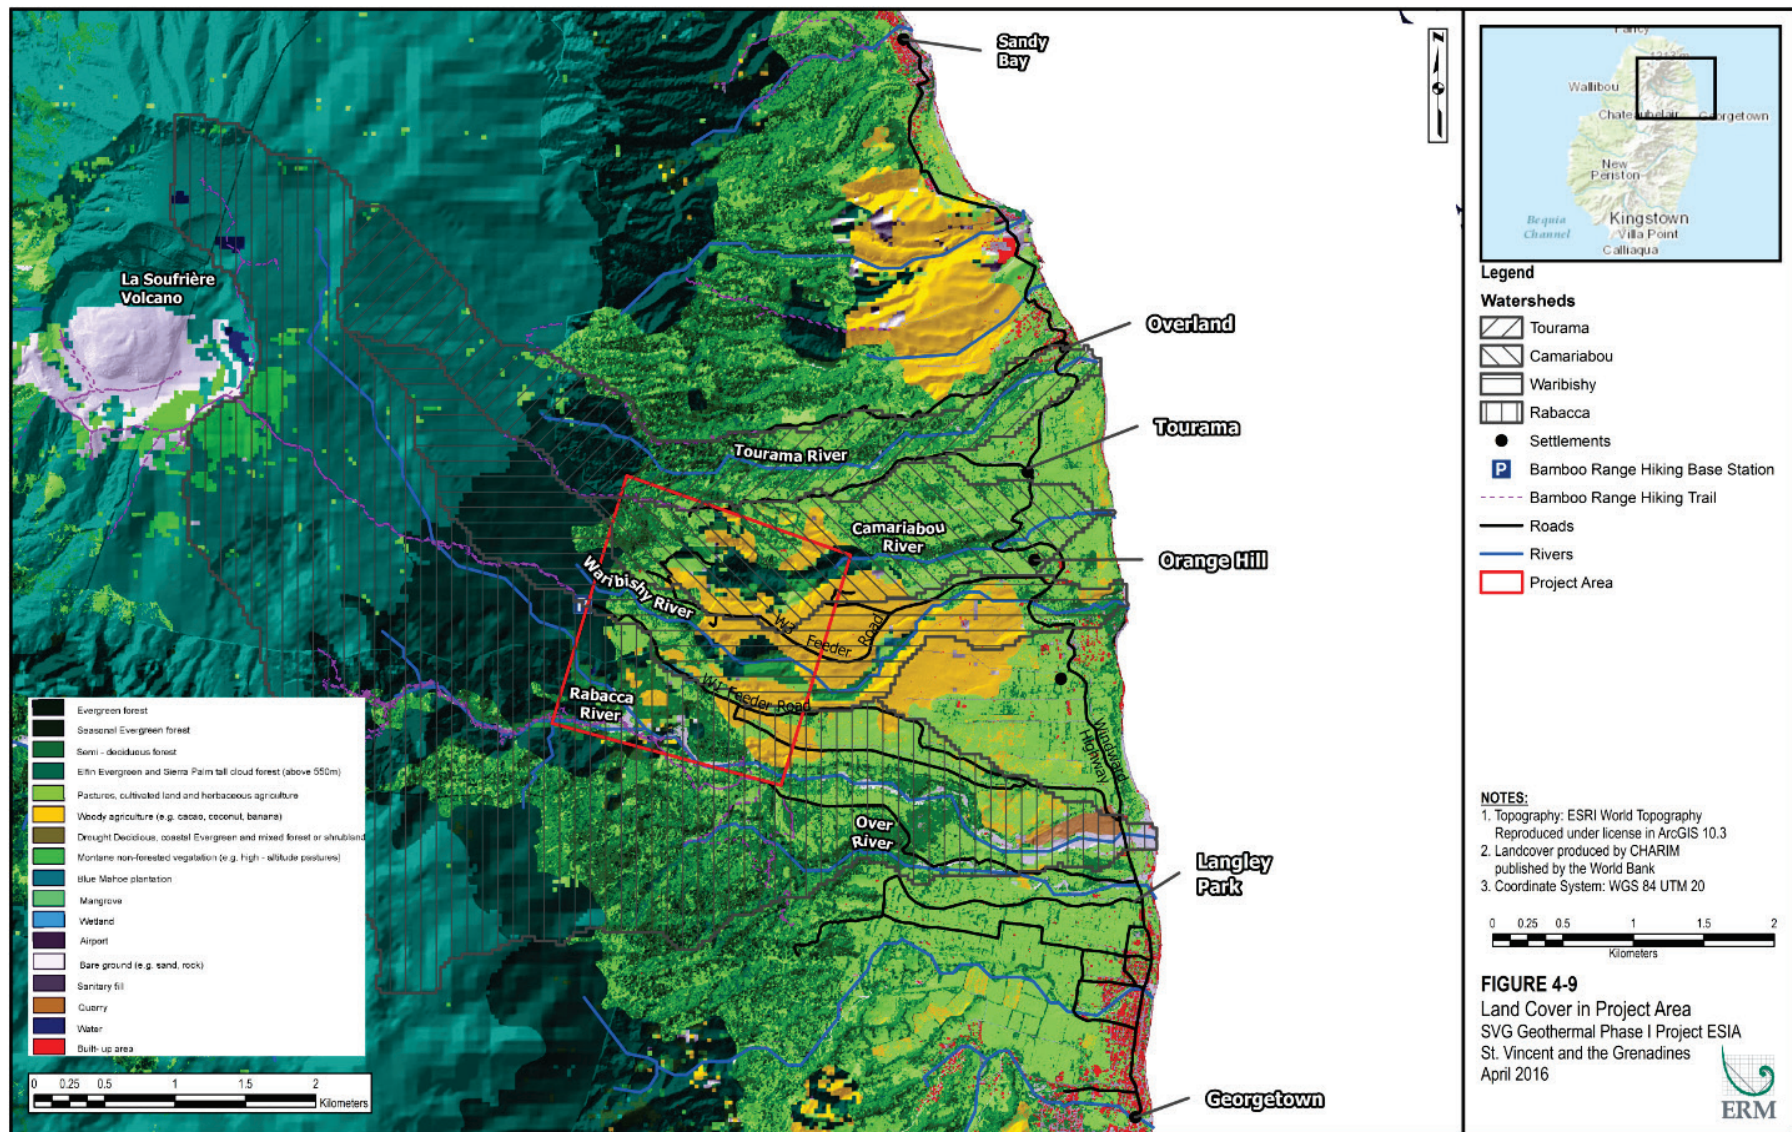 Sandy
Bay
La Soufrière
Volcano
Overland
Tourama River
Tourama
Camariabou
River
Orange Hill
Waribishy River
W3 Feeder Road
W1 Feeder Road
Rabacca
River
Windward
Highway
Over
River
Langley
Park
Georgetown
Evergreen forest
Seasonal Evergreen forest
Semi - deciduous forest
Elfin Evergreen and Sierra Palm tall cloud forest (above 550m)
Pastures, cultivated land and herbaceous agriculture
Woody agriculture (e.g. cacao, coconut, banana)
Drought Decidious, coastal Evergreen and mixed forest or shrubland
Montane non-forested vegatation (e.g. high - altitude pastures)
Blue Mahoe plantation
Mangrove
Wetland
Airport
Bare ground (e.g. sand, rock)
Sanitary fill
Quarry
Water
Built- up area
0 0.25 0.5 1 1.5 2
Kilometers
N
Fancy
1213 m
Wallibou
Chateaubelair
Georgetown
New
Periston
Bequia
Channel
Kingstown
Villa Point
Calliaqua
Legend
Watersheds
Tourama
Camariabou
Waribishy
Rabacca
Settlements
P Bamboo Range Hiking Base Station
Bamboo Range Hiking Trail
Roads
Rivers
Project Area
NOTES:
1. Topography: ESRI World Topography
Reproduced under license in ArcGIS 10.3
2. Landcover produced by CHARIM
published by the World Bank
3. Coordinate System: WGS 84 UTM 20
0 0.25 0.5 1 1.5 2
Kilometers
FIGURE 4-9
Land Cover in Project Area
SVG Geothermal Phase I Project ESIA
St. Vincent and the Grenadines
April 2016
ERM